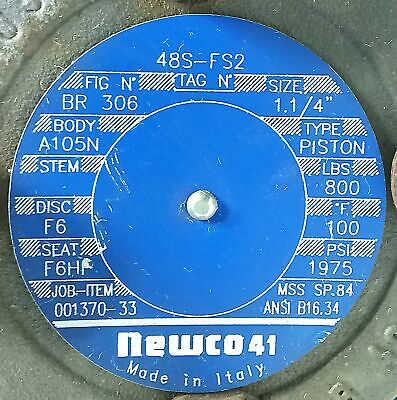 48S-FS2
FIG N° TAG N° SIZE
BR 306 1.1/4"
BODY TYPE
A105N PISTON
STEM LBS
800
DISC °F
F6 100
SEAT PSI
F6HF 1975
JOB-ITEM MSS SP.84
001370-33 ANSI B16.34
newco 41
Made in Italy